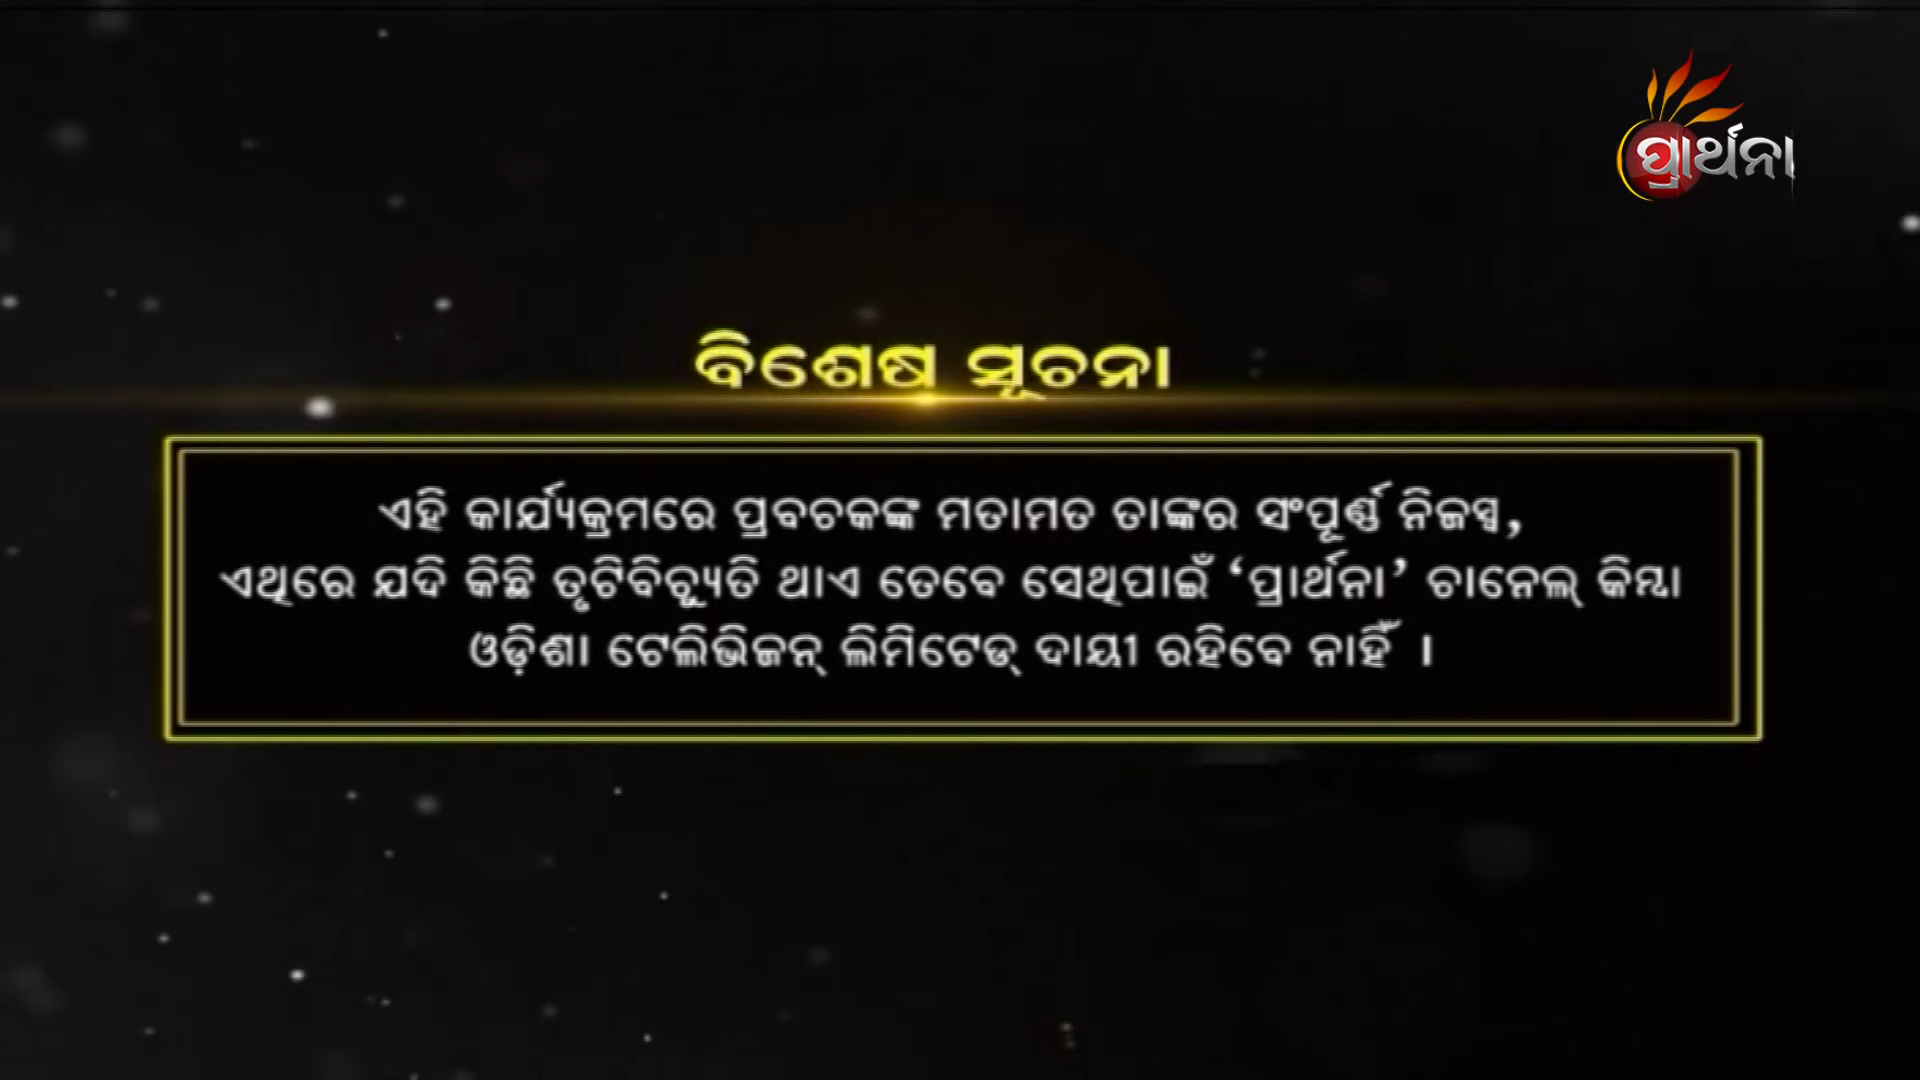 ପ୍ରାର୍ଥନା
ବିଶେଷ ସୂଚନା
ଏହି କାର୍ଯ୍ୟକ୍ରମରେ ପ୍ରବଚକଙ୍କ ମତାମତ ତାଙ୍କର ସଂପୂର୍ଣ୍ଣ ନିଜସ୍ୱ,
ଏଥିରେ ଯଦି କିଛି ତୃଟିବିଚ୍ୟୁତି ଥାଏ ତେବେ ସେଥିପାଇଁ ‘ପ୍ରାର୍ଥନା’ ଚାନେଲ୍ କିମ୍ବା
ଓଡ଼ିଶା ଟେଲିଭିଜନ୍ ଲିମିଟେଡ୍ ଦାୟୀ ରହିବେ ନାହିଁ ।